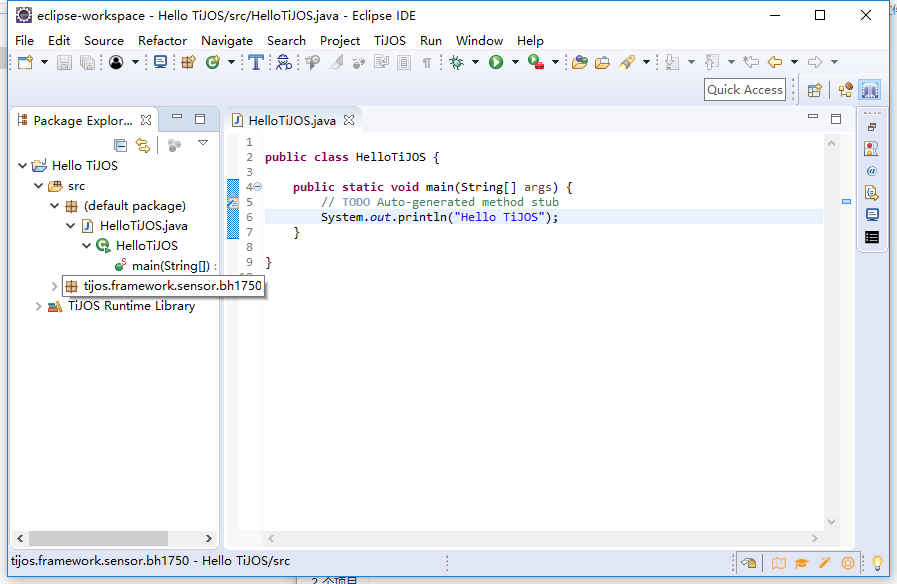 eclipse-workspace - Hello TiJOS/src/HelloTiJOS.java - Eclipse IDE
File Edit Source Refactor Navigate Search Project TiJOS Run Window Help
Quick Access
Package Explor...
HelloTiJOS.java
Hello TiJOS
src
(default package)
HelloTiJOS.java
HelloTiJOS
main(String[]) :
tijos.framework.sensor.bh1750
TiJOS Runtime Library
1
2 public class HelloTiJOS {
3
4 public static void main(String[] args) {
5 // TODO Auto-generated method stub
6 System.out.println("Hello TiJOS");
7 }
8
9 }
tijos.framework.sensor.bh1750 - Hello TiJOS/src
2 个项目